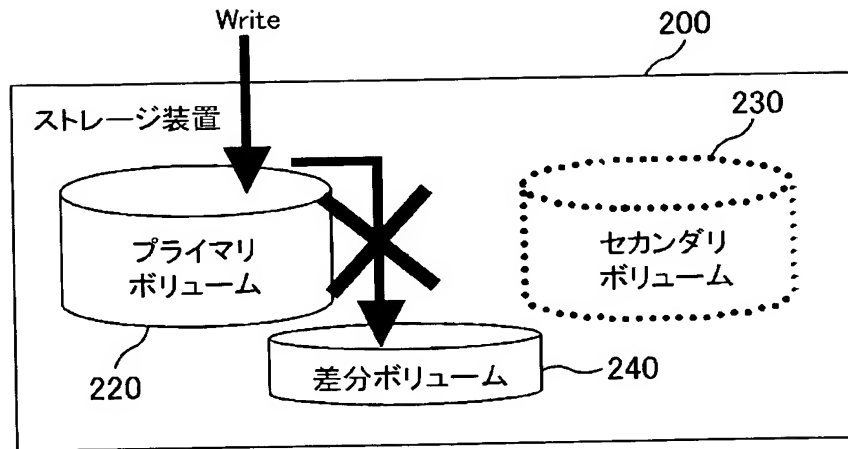 Write
200
ストレージ装置
230
プライマリ
ボリューム
セカンダリ
ボリューム
220
差分ボリューム
240